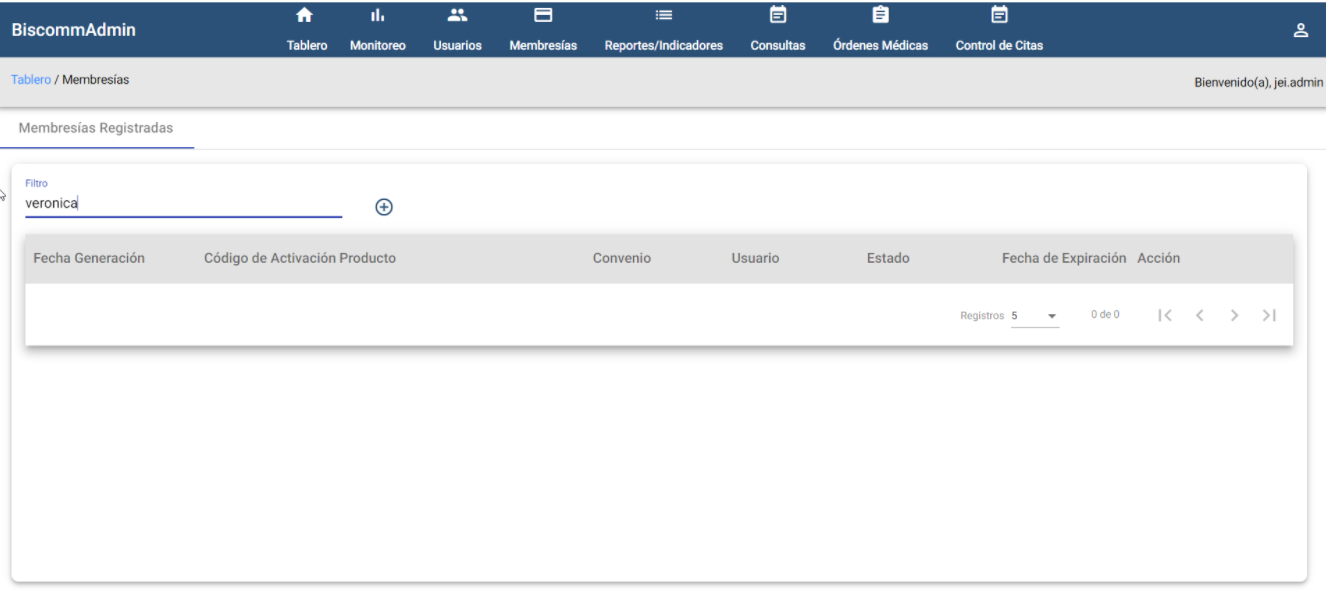 BiscommAdmin
Tablero Monitoreo Usuarios Membresías Reportes/Indicadores Consultas Órdenes Médicas Control de Citas
Tablero / Membresías
Bienvenido(a), jei.admin
Membresías Registradas
Filtro
veronica
Fecha Generación Código de Activación Producto Convenio Usuario Estado Fecha de Expiración Acción
Registros 5 0 de 0